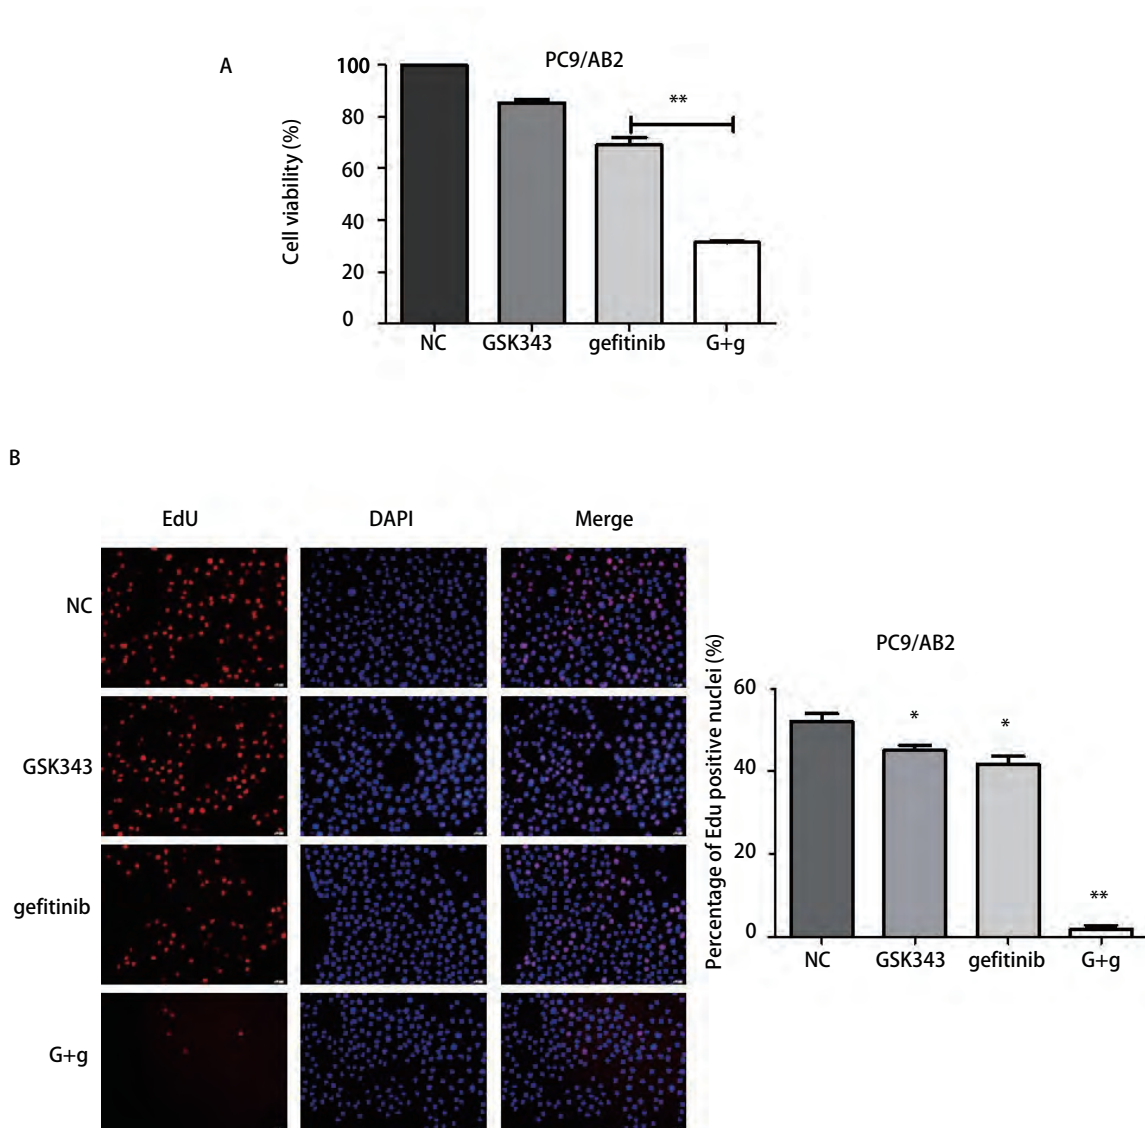 A
PC9/AB2
**
Cell viability (%)
100
80
60
40
20
0
NC GSK343 gefitinib G+g
B
EdU DAPI Merge
NC
GSK343
gefitinib
G+g
PC9/AB2
Percentage of Edu positive nuclei (%)
60
40
20
0
* * **
NC GSK343 gefitinib G+g